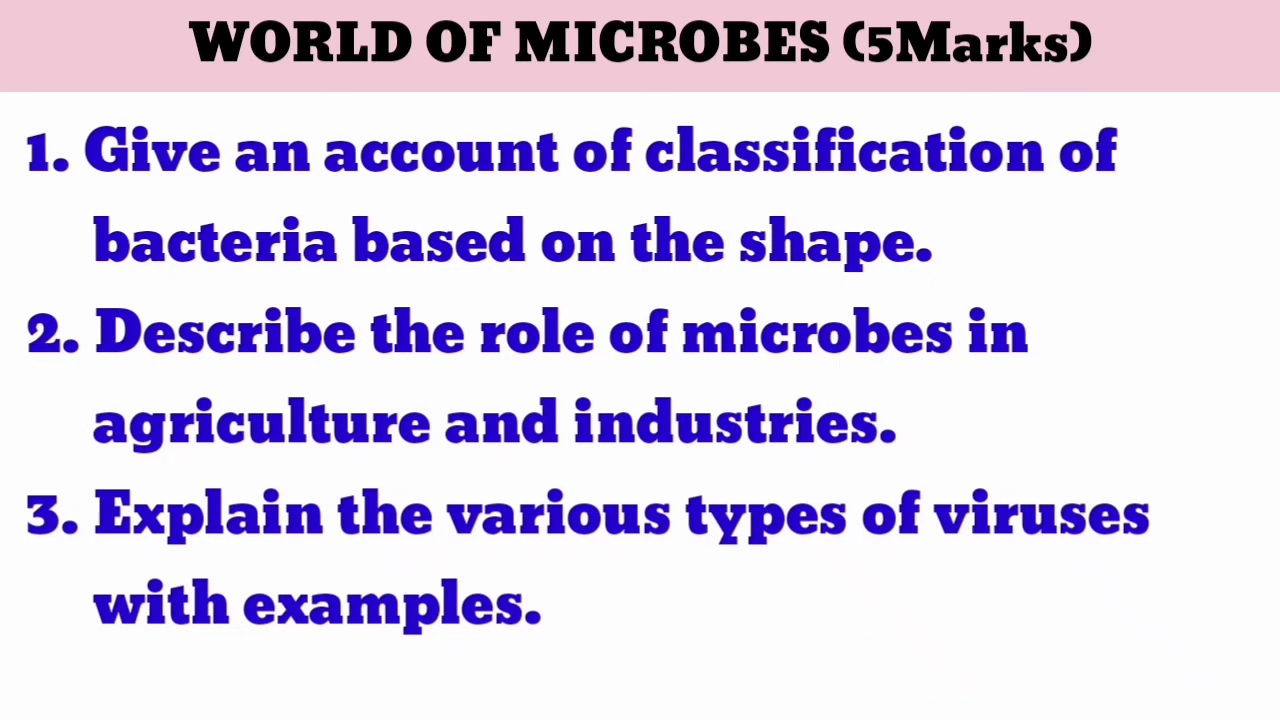 WORLD OF MICROBES (5Marks)
1. Give an account of classification of
bacteria based on the shape.
2. Describe the role of microbes in
agriculture and industries.
3. Explain the various types of viruses
with examples.